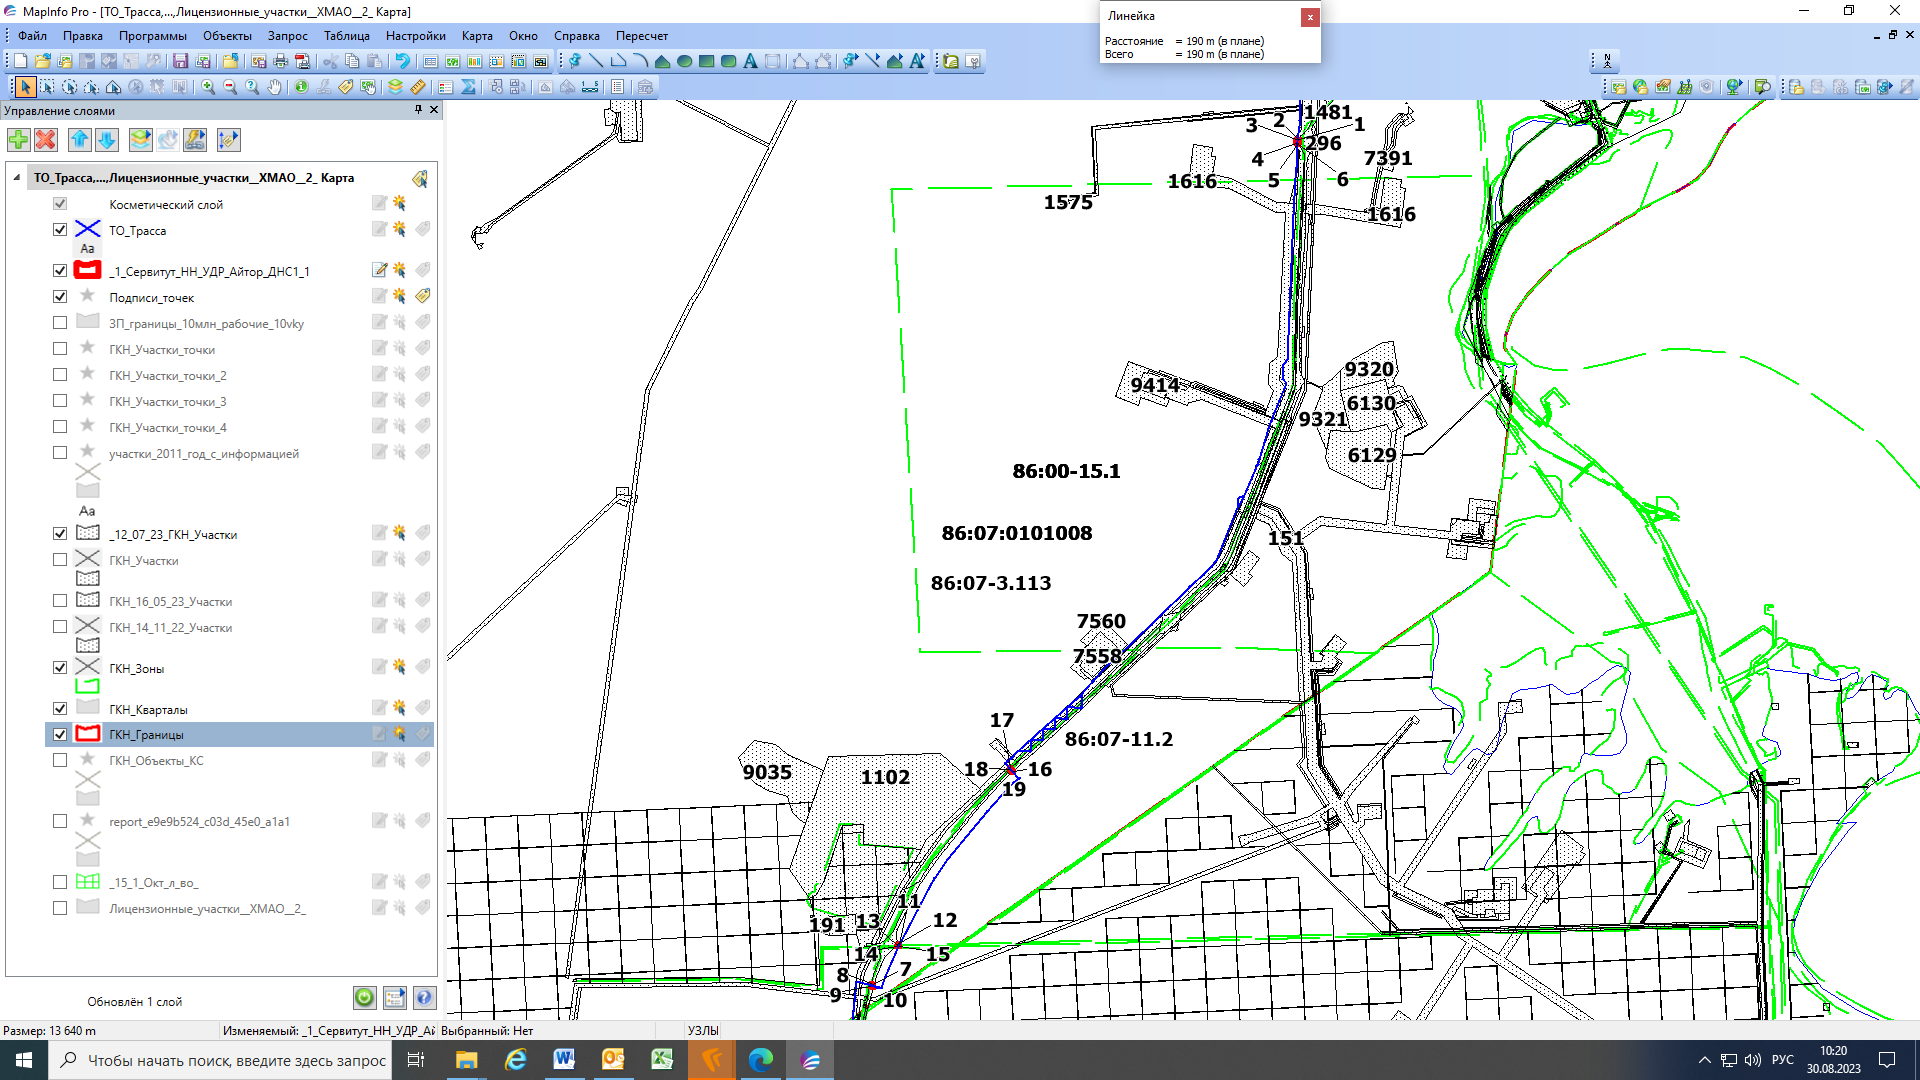 MapInfo Pro - [ТО_Трасса,...,Лицензионные_участки__ХМАО__2_ Карта]
Файл Правка Программы Объекты Запрос Таблица Настройки Карта Окно Справка Пересчет
Линейка
Расстояние = 190 m (в плане)
Всего = 190 m (в плане)
Управление слоями
ТО_Трасса,...,Лицензионные_участки__ХМАО__2_ Карта
Косметический слой
ТО_Трасса
Aa
_1_Сервитут_НН_УДР_Айтор_ДНС1_1
Подписи_точек
ЗП_границы_10млн_рабочие_10vky
ГКН_Участки_точки
ГКН_Участки_точки_2
ГКН_Участки_точки_3
ГКН_Участки_точки_4
участки_2011_год_с_информацией
Aa
_12_07_23_ГКН_Участки
ГКН_Участки
ГКН_16_05_23_Участки
ГКН_14_11_22_Участки
ГКН_Зоны
ГКН_Кварталы
ГКН_Границы
ГКН_Объекты_КС
report_e9e9b524_c03d_45e0_a1a1
_15_1_Окт_л_во_
Лицензионные_участки__ХМАО__2_
Обновлён 1 слой
1481
3 2 1
296
4 7391
5 6
1616
1575
1616
9320
9414
6130
9321
6129
86:00-15.1
86:07:0101008
151
86:07-3.113
7560
7558
17
86:07-11.2
18 16
9035
1102
19
11
191 13 12
14 15
8 7
9 10
Размер: 13 640 m Изменяемый: _1_Сервитут_НН_УДР_Ай Выбранный: Нет УЗЛЫ
Чтобы начать поиск, введите здесь запрос
РУС
10:20
30.08.2023